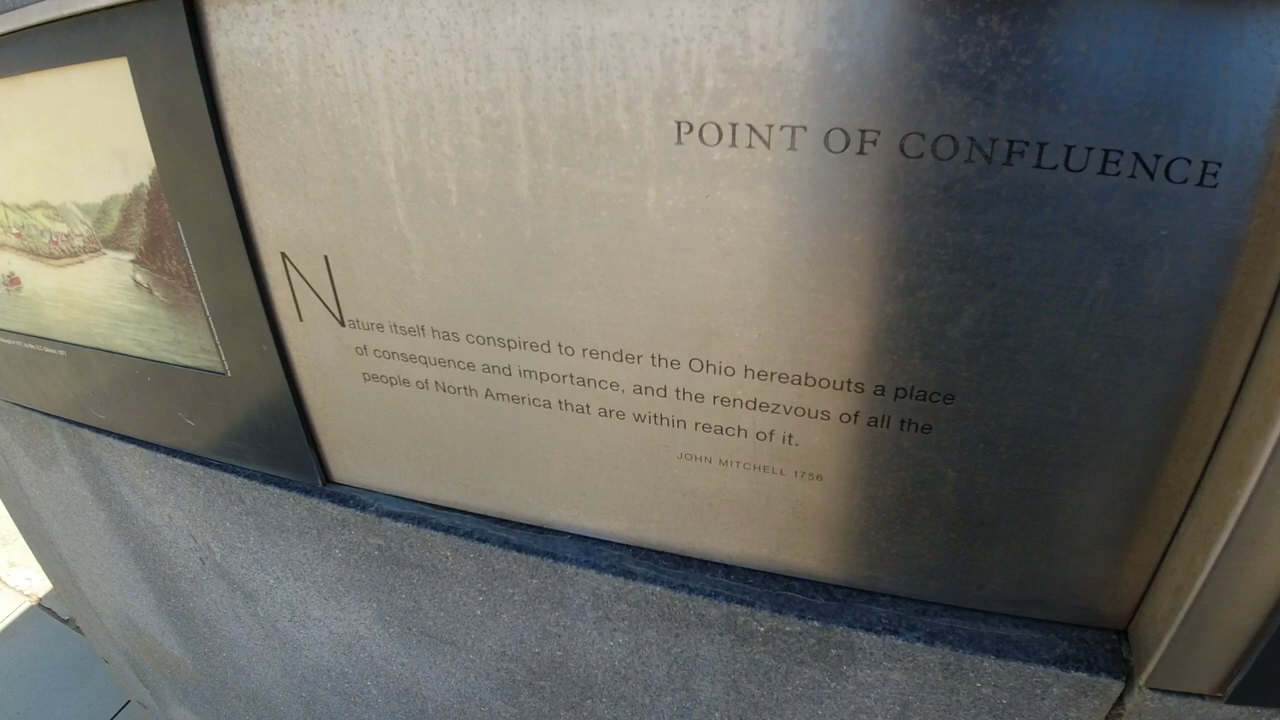 POINT OF CONFLUENCE
Nature itself has conspired to render the Ohio hereabouts a place
of consequence and importance, and the rendezvous of all the
people of North America that are within reach of it.
JOHN MITCHELL 1756